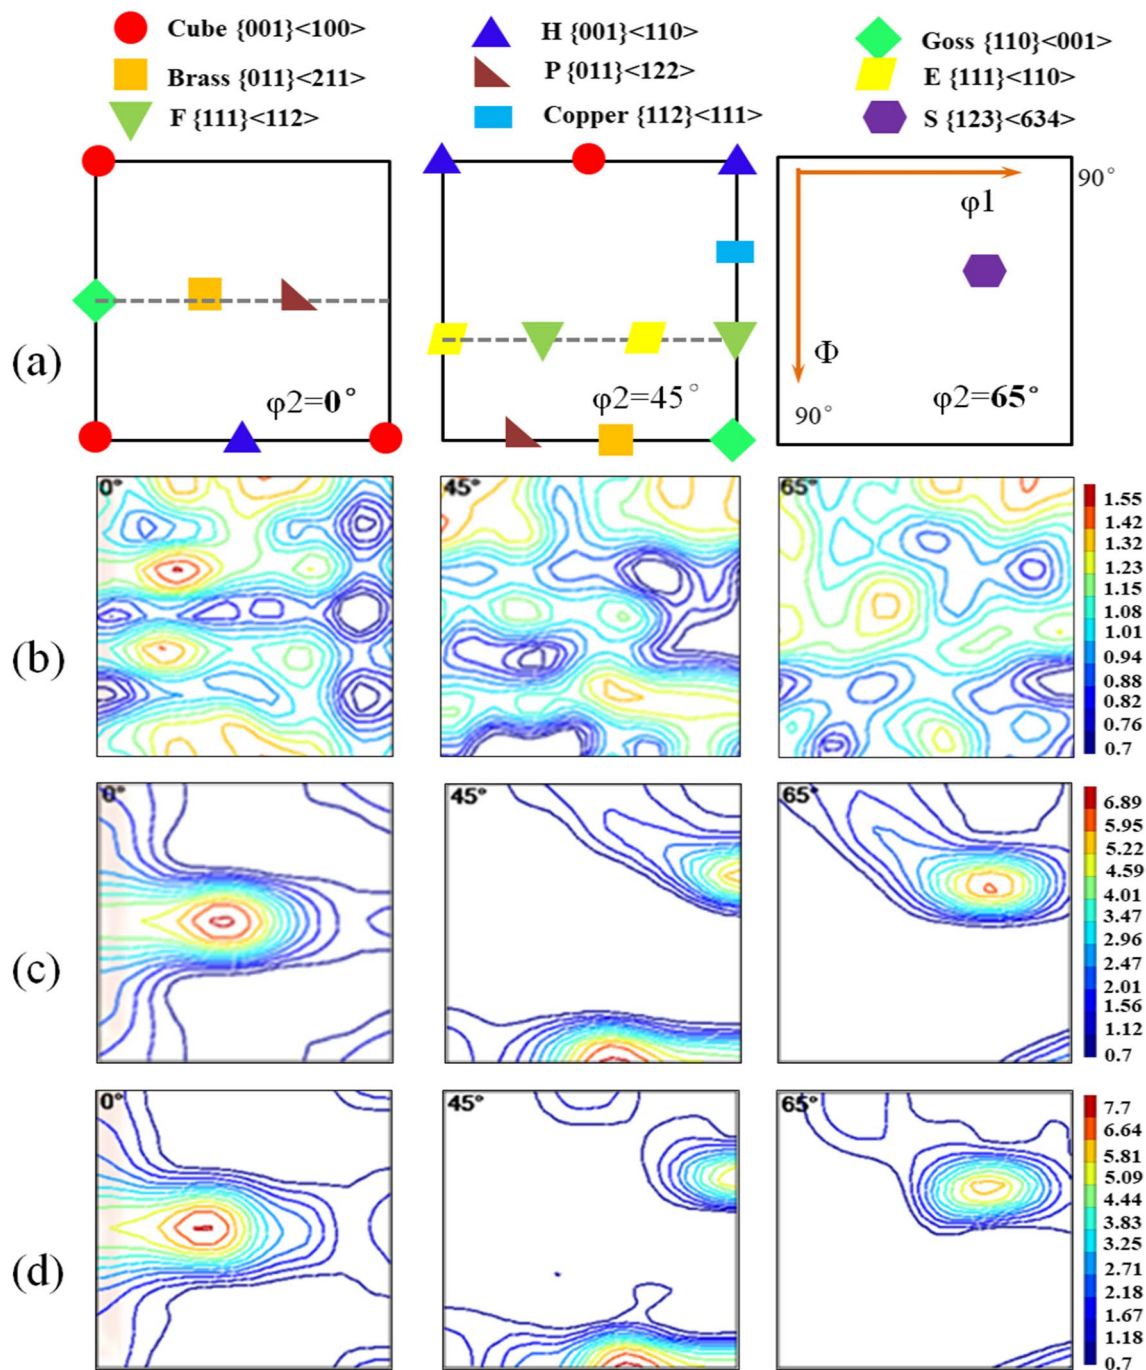 Cube {001}<100>
H {001}<110>
Goss {110}<001>
Brass {011}<211>
P {011}<122>
E {111}<110>
F {111}<112>
Copper {112}<111>
S {123}<634>
(a)
φ2=0°
φ2=45°
φ1
90°
Φ
90°
φ2=65°
(b)
0°
45°
65°
1.55
1.42
1.32
1.23
1.15
1.08
1.01
0.94
0.88
0.82
0.76
0.7
(c)
0°
45°
65°
6.89
5.95
5.22
4.59
4.01
3.47
2.96
2.47
2.01
1.56
1.12
0.7
(d)
0°
45°
65°
7.7
6.64
5.81
5.09
4.44
3.83
3.25
2.71
2.18
1.67
1.18
0.7